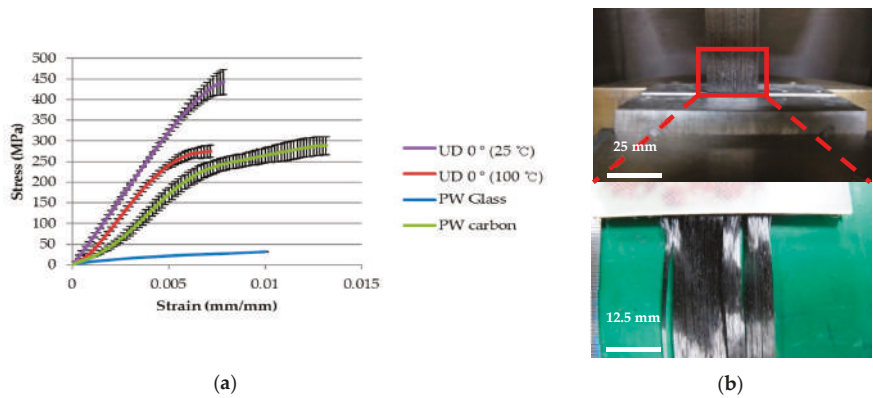 500
450
400
350
300
250
200
150
100
50
0
Stress (MPa)
0
0.005
0.01
0.015
Strain (mm/mm)
UD 0 ° (25 ℃)
UD 0 ° (100 ℃)
PW Glass
PW carbon
(a)
25 mm
12.5 mm
(b)